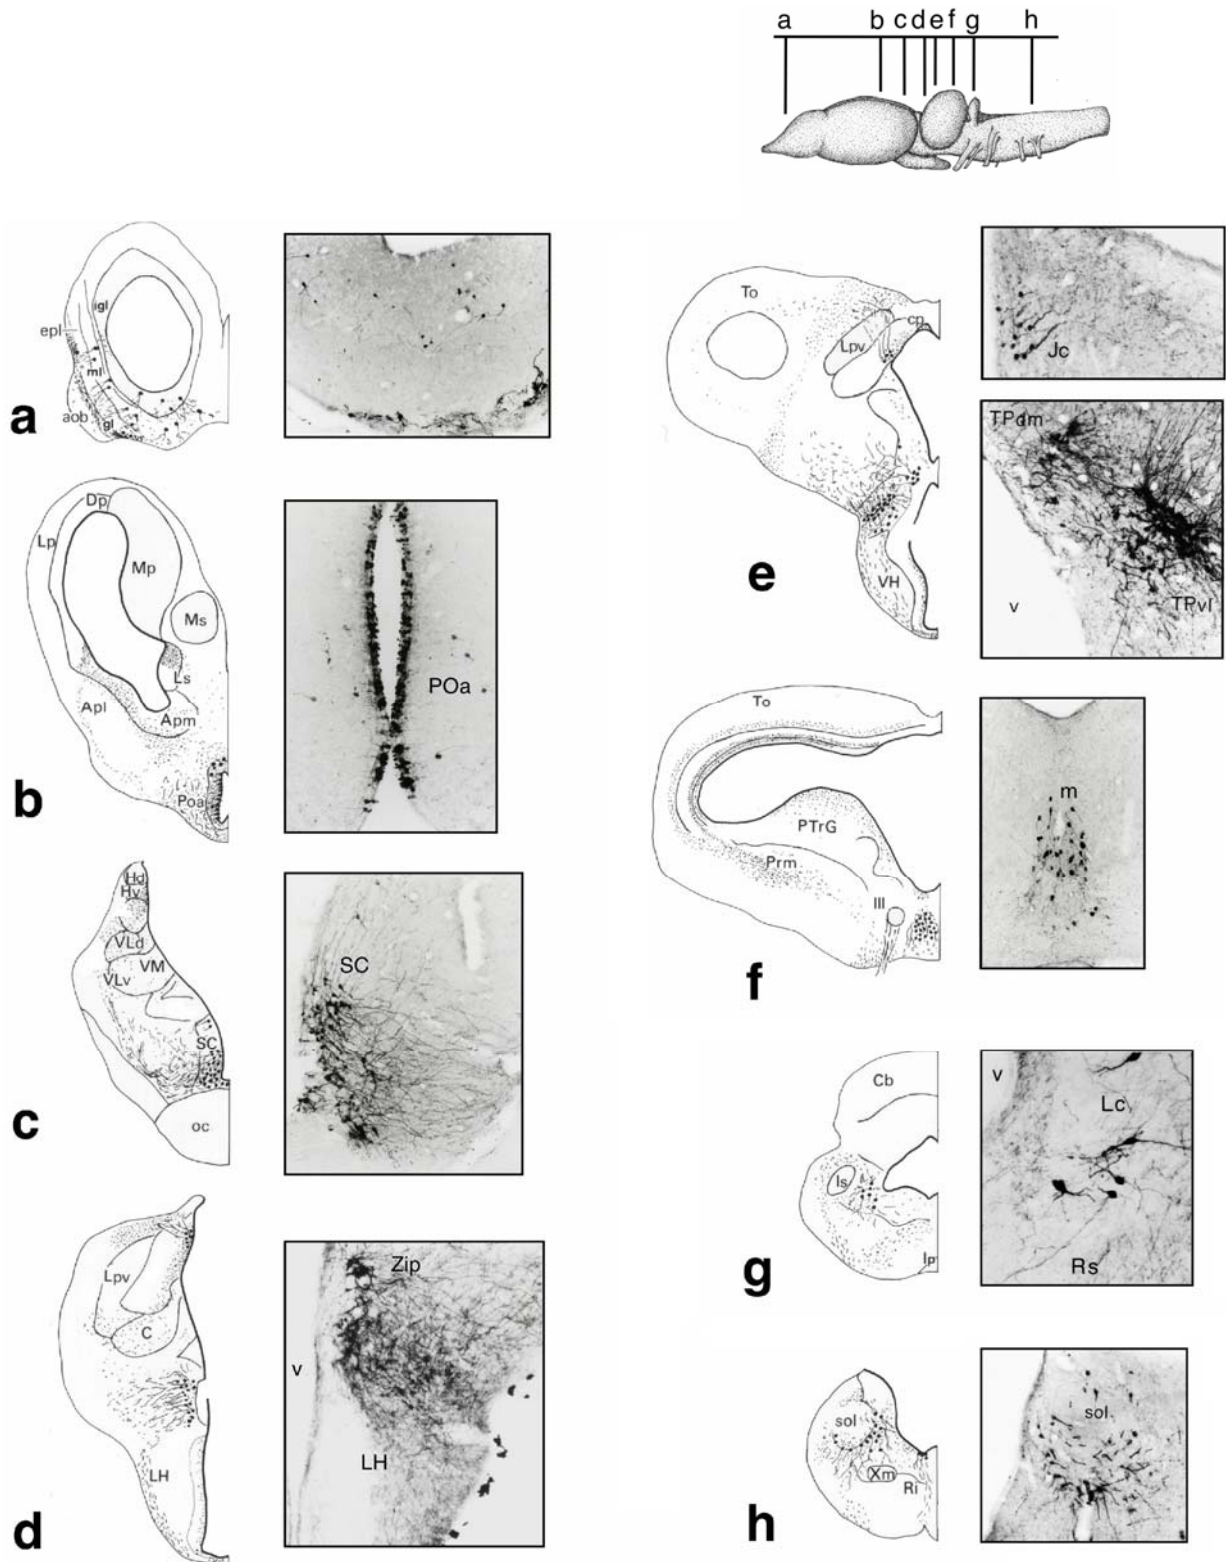 a b c d e f g h
igl
epl
ml
aob
gl
a
Dp
Lp
Mp
Ms
Ls
Apl
Apm
Poa
POa
b
Hd
Hv
VLd
VM
VLv
SC
oc
SC
c
Lpv
C
LH
Zip
v
LH
d
To
cp
Lpv
VH
Jc
TPdm
v
TPvl
e
To
PTrG
Prm
III
m
f
Cb
Is
Ip
v
Lc
Rs
g
sol
Xm
Ri
sol
h